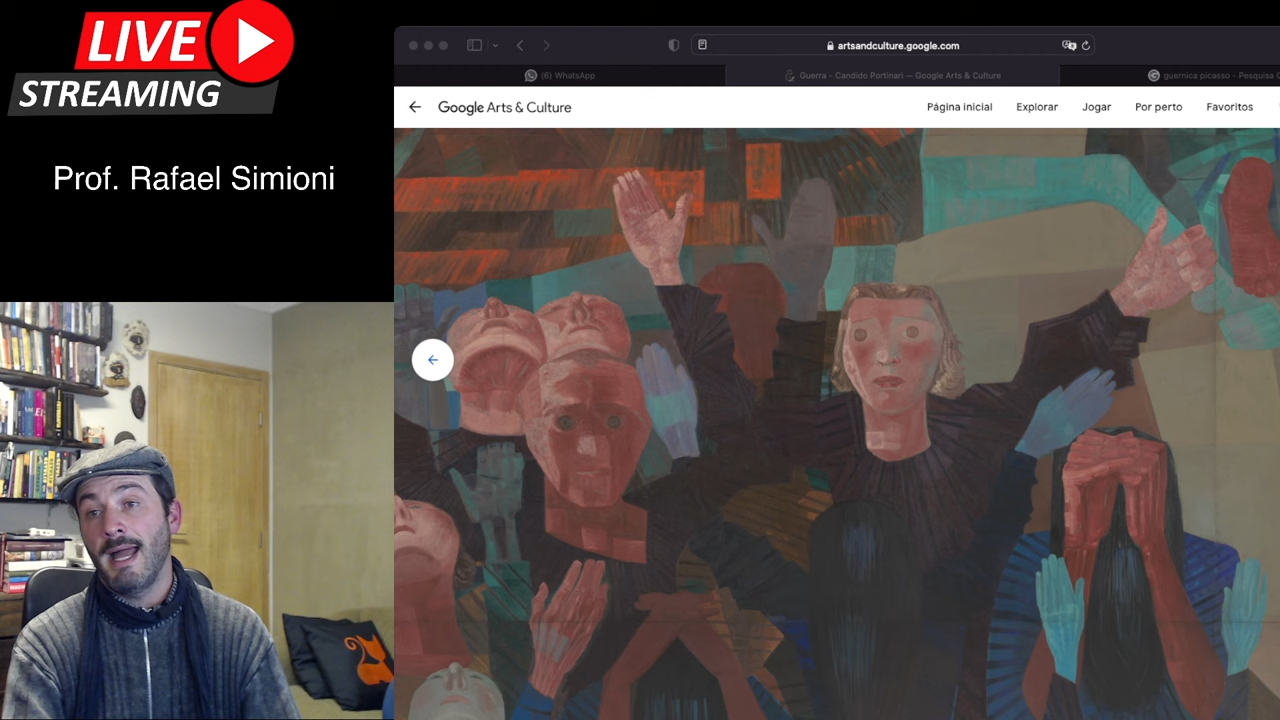 LIVE
STREAMING
Prof. Rafael Simioni
artsandculture.google.com
(6) WhatsApp
Guerra - Candido Portinari — Google Arts & Culture
guernica picasso - Pesquisa
Google Arts & Culture
Página inicial
Explorar
Jogar
Por perto
Favoritos